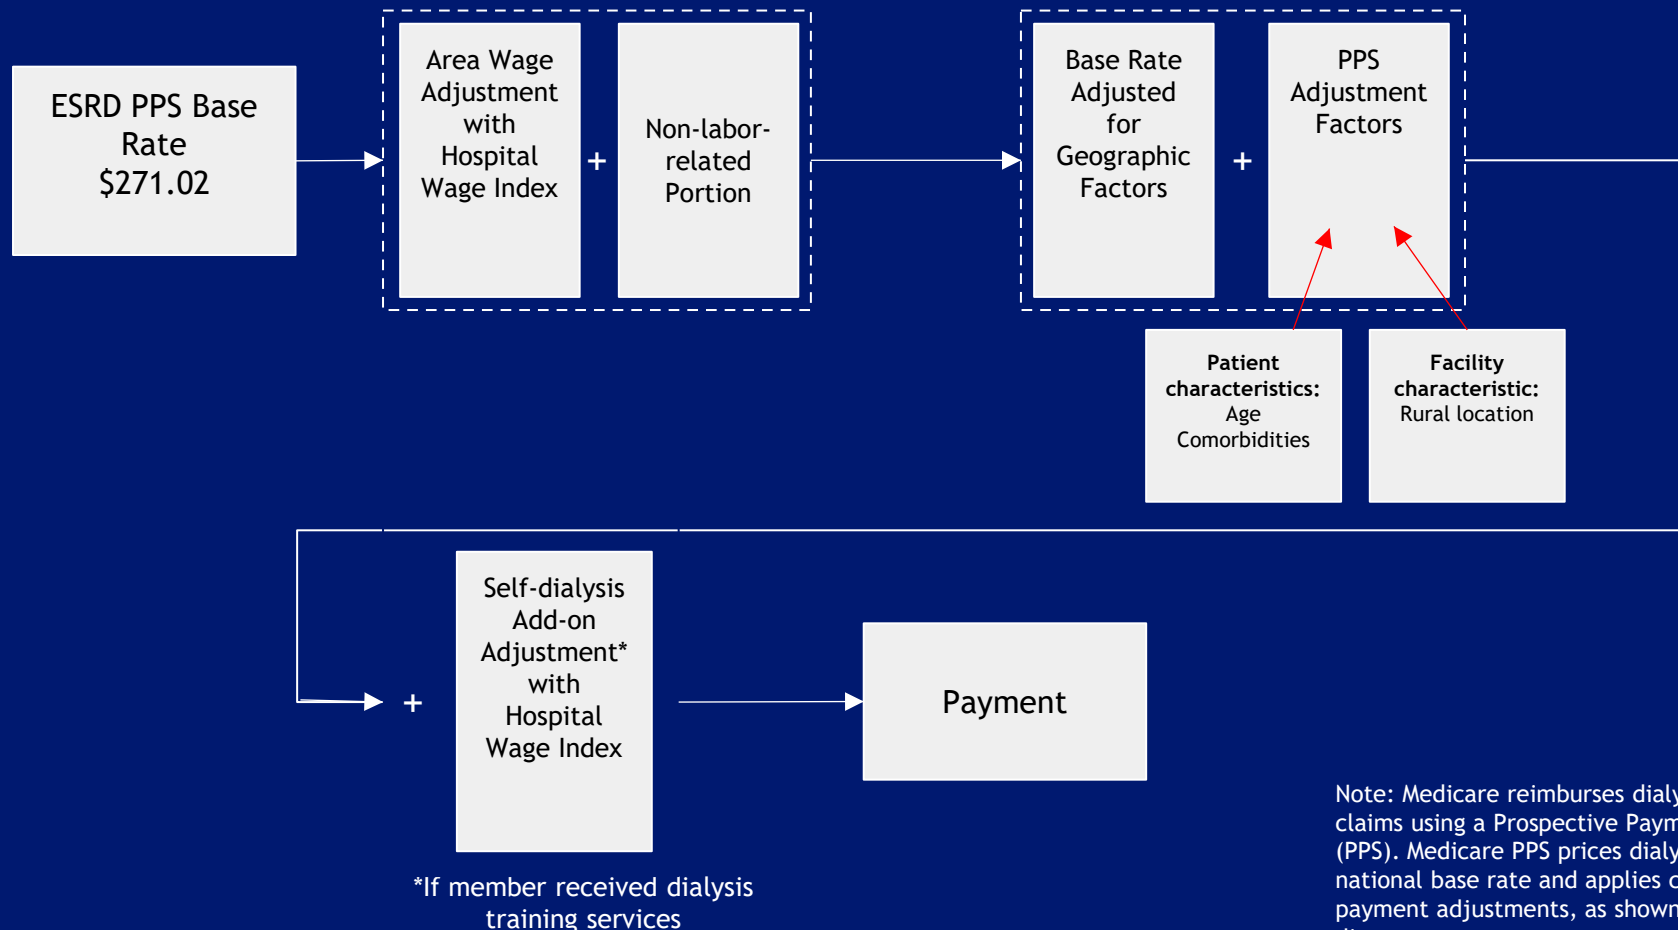 ESRD PPS Base
Rate
$271.02
Area Wage
Adjustment
with
Hospital
Wage Index
+
Non-labor-
related
Portion
Base Rate
Adjusted
for
Geographic
Factors
+
PPS
Adjustment
Factors
Patient
characteristics:
Age
Comorbidities
Facility
characteristic:
Rural location
+
Self-dialysis
Add-on
Adjustment*
with
Hospital
Wage Index
Payment
*If member received dialysis
training services
Note: Medicare reimburses
claims using a Prospective
(PPS). Medicare PPS prices
national base rate and applies
payment adjustments, as shown